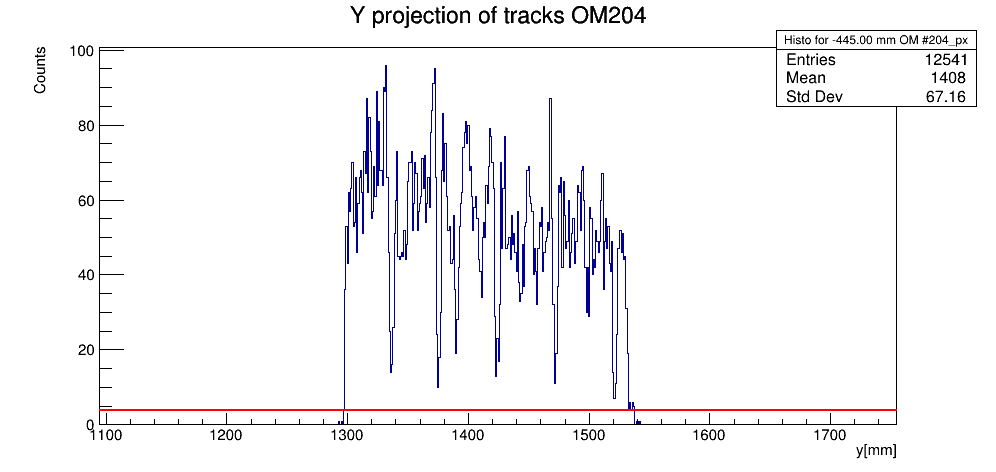 Y projection of tracks OM204
Histo for -445.00 mm OM #204_px
Entries 12541
Mean 1408
Std Dev 67.16
Counts
100
80
60
40
20
0
1100 1200 1300 1400 1500 1600 1700
y[mm]